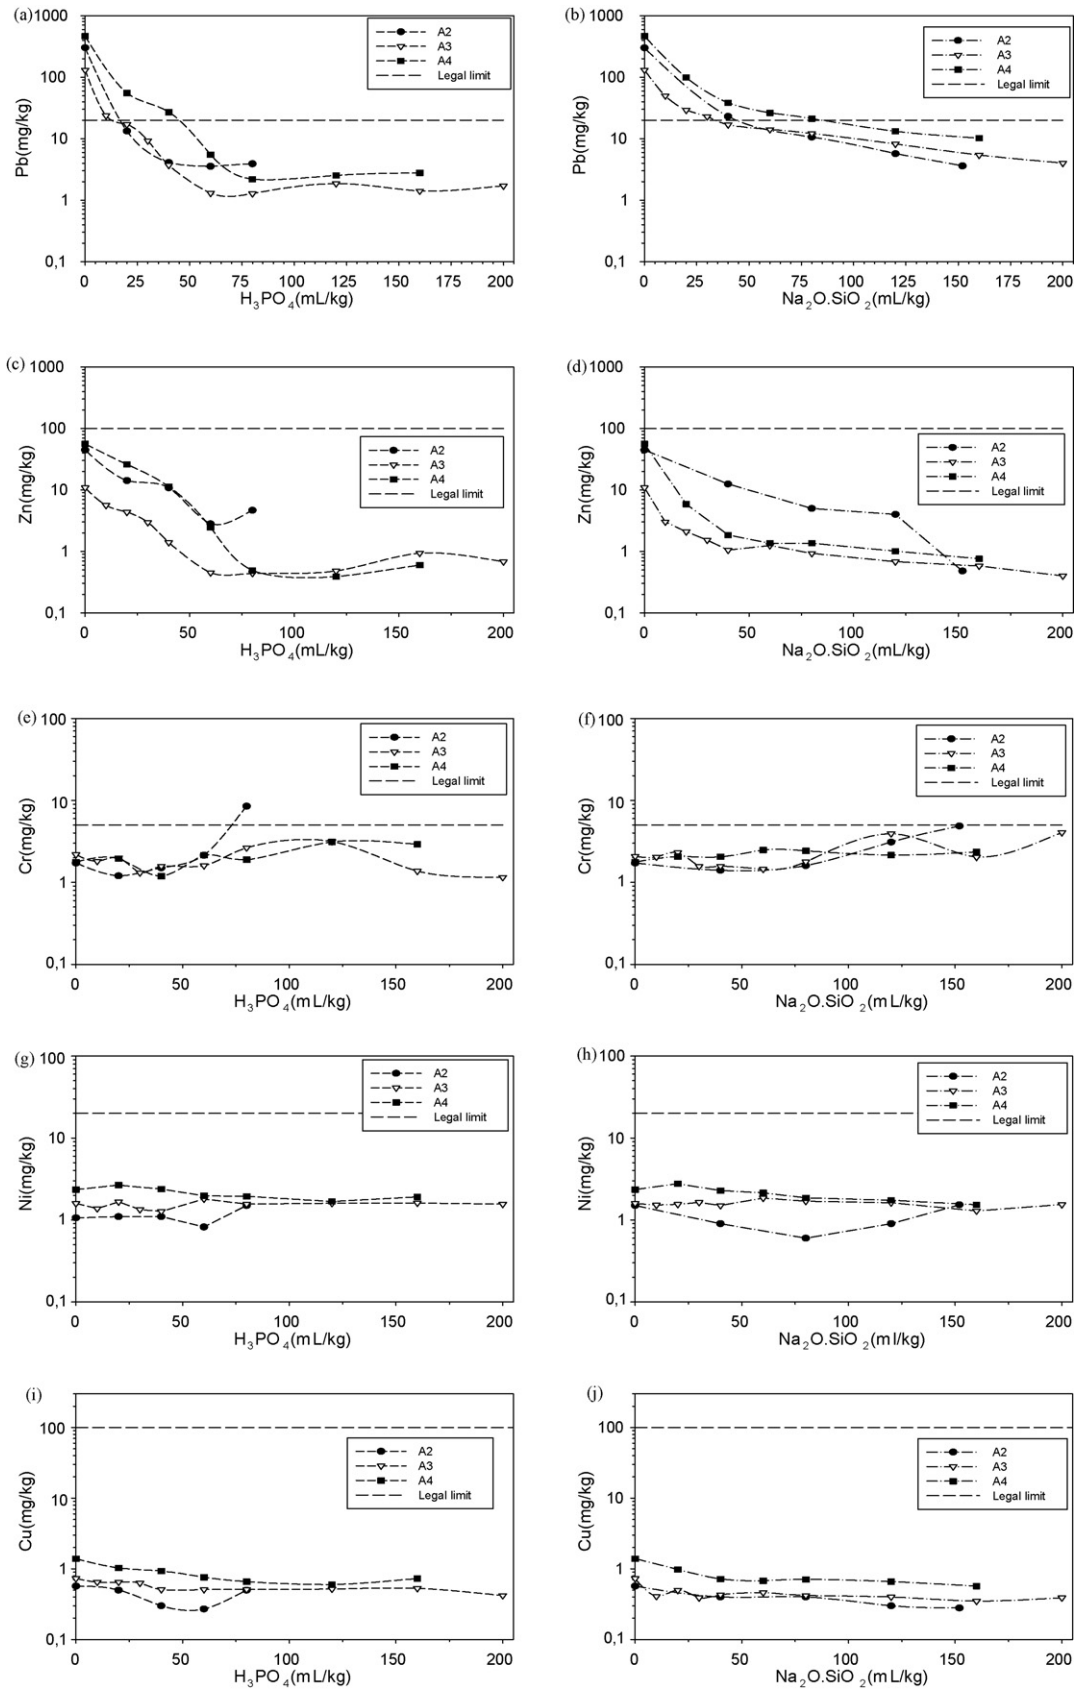 (a)
1000
100
10
1
0,1
Pb(mg/kg)
A2
A3
A4
Legal limit
0 25 50 75 100 125 150 175 200
H3PO4(mL/kg)
(b)
1000
100
10
1
0,1
Pb(mg/kg)
A2
A3
A4
Legal limit
0 25 50 75 100 125 150 175 200
Na2O.SiO2(mL/kg)
(c)
1000
100
10
1
0,1
Zn(mg/kg)
A2
A3
A4
Legal limit
0 50 100 150 200
H3PO4(mL/kg)
(d)
1000
100
10
1
0,1
Zn(mg/kg)
A2
A3
A4
Legal limit
0 50 100 150 200
Na2O.SiO2(mL/kg)
(e)
100
10
1
0,1
Cr(mg/kg)
A2
A3
A4
Legal limit
0 50 100 150 200
H3PO4(mL/kg)
(f)
100
10
1
0,1
Cr(mg/kg)
A2
A3
A4
Legal limit
0 50 100 150 200
Na2O.SiO2(mL/kg)
(g)
100
10
1
0,1
Ni(mg/kg)
A2
A3
A4
Legal limit
0 50 100 150 200
H3PO4(mL/kg)
(h)
100
10
1
0,1
Ni(mg/kg)
A2
A3
A4
Legal limit
0 50 100 150 200
Na2O.SiO2(ml/kg)
(i)
100
10
1
0,1
Cu(mg/kg)
A2
A3
A4
Legal limit
0 50 100 150 200
H3PO4(mL/kg)
(j)
100
10
1
0,1
Cu(mg/kg)
A2
A3
A4
Legal limit
0 50 100 150 200
Na2O.SiO2(mL/kg)